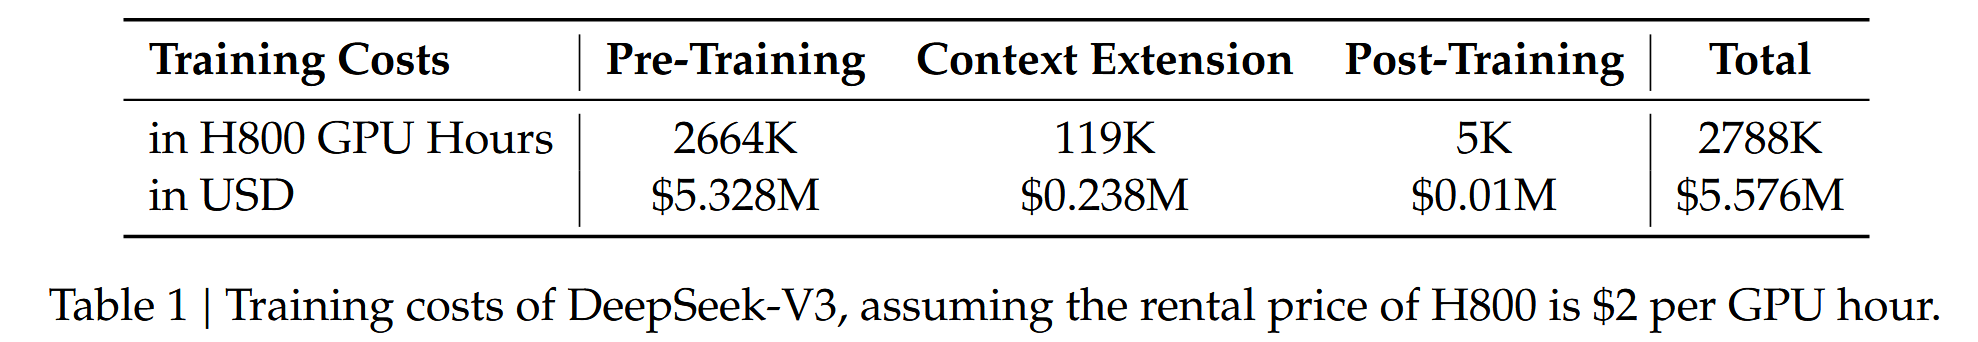 Training Costs Pre-Training Context Extension Post-Training Total
in H800 GPU Hours 2664K 119K 5K 2788K
in USD $5.328M $0.238M $0.01M $5.576M
Table 1 | Training costs of DeepSeek-V3, assuming the rental price of H800 is $2 per GPU hour.